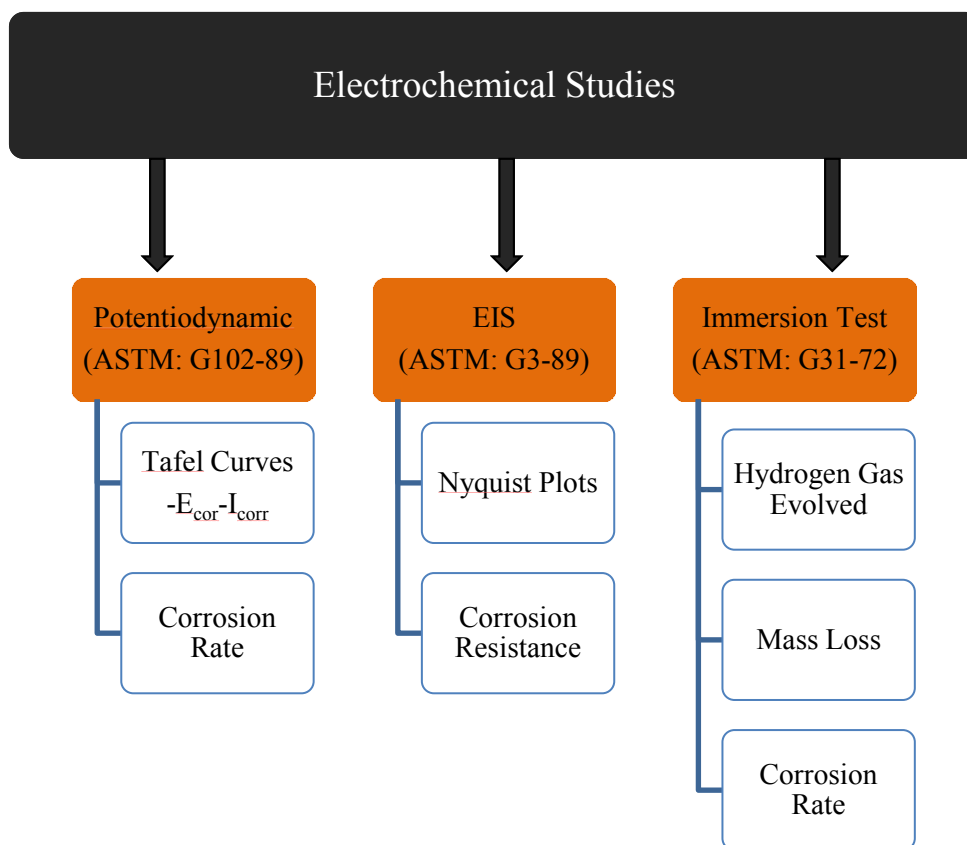 Electrochemical Studies
Potentiodynamic
(ASTM: G102-89)
Tafel Curves
-Ecor-Icorr
Corrosion
Rate
EIS
(ASTM: G3-89)
Nyquist Plots
Corrosion
Resistance
Immersion Test
(ASTM: G31-72)
Hydrogen Gas
Evolved
Mass Loss
Corrosion
Rate